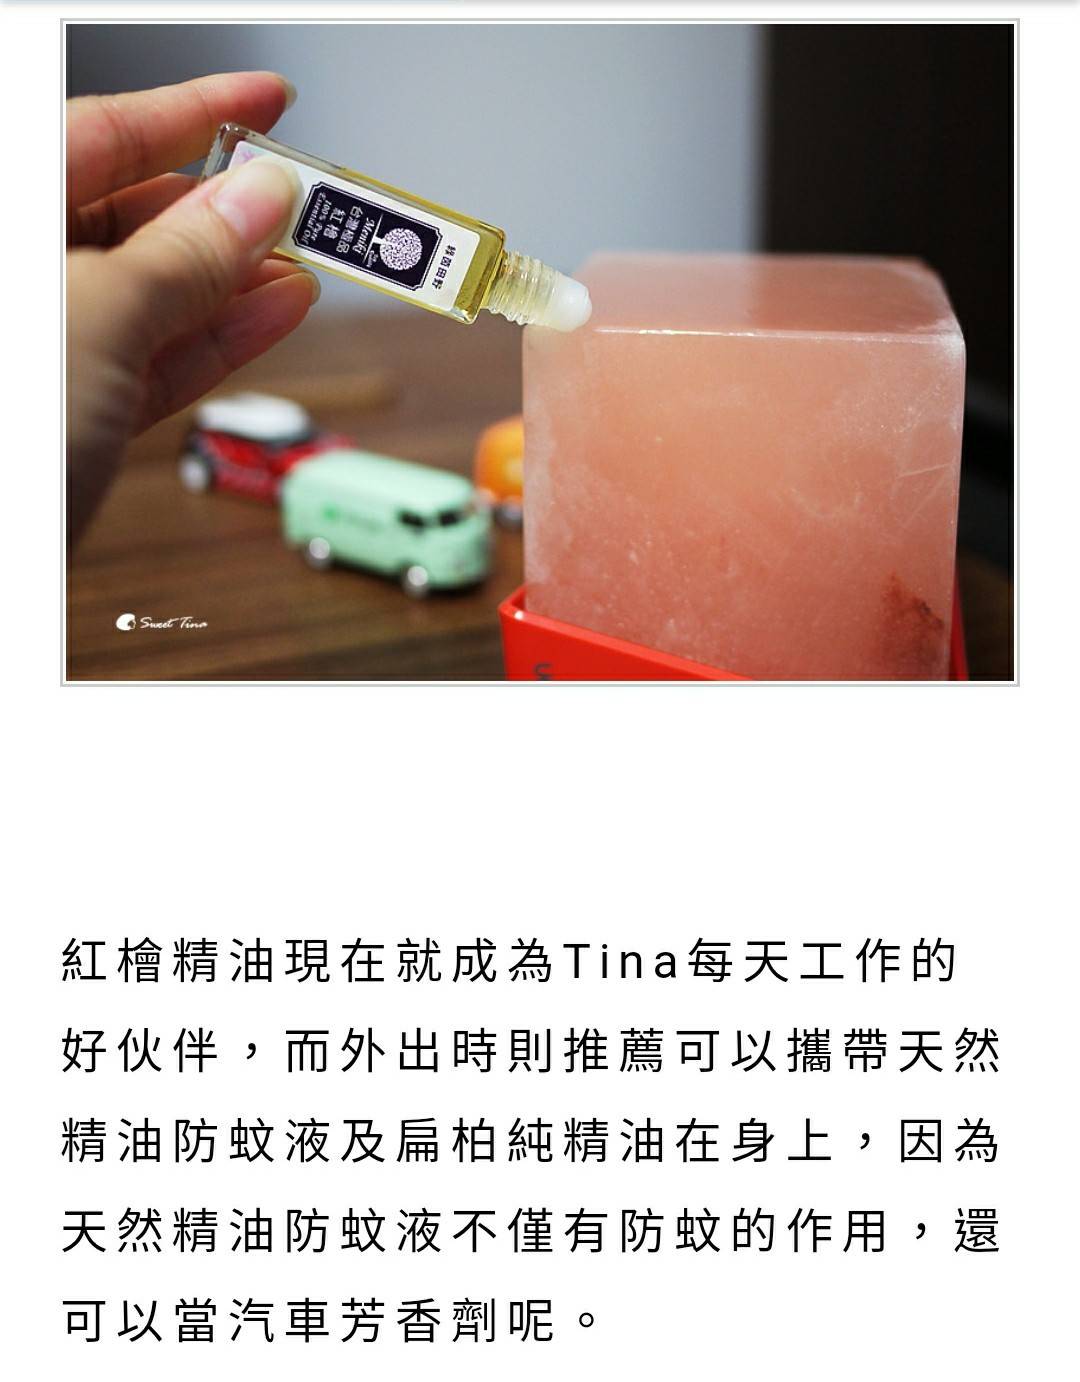 綠茵田野
台灣極品
紅檜
100% Pure
Essential Oil
Sweet Tina
紅檜精油現在就成為Tina每天工作的
好伙伴，而外出時則推薦可以攜帶天然
精油防蚊液及扁柏純精油在身上，因為
天然精油防蚊液不僅有防蚊的作用，還
可以當汽車芳香劑呢。